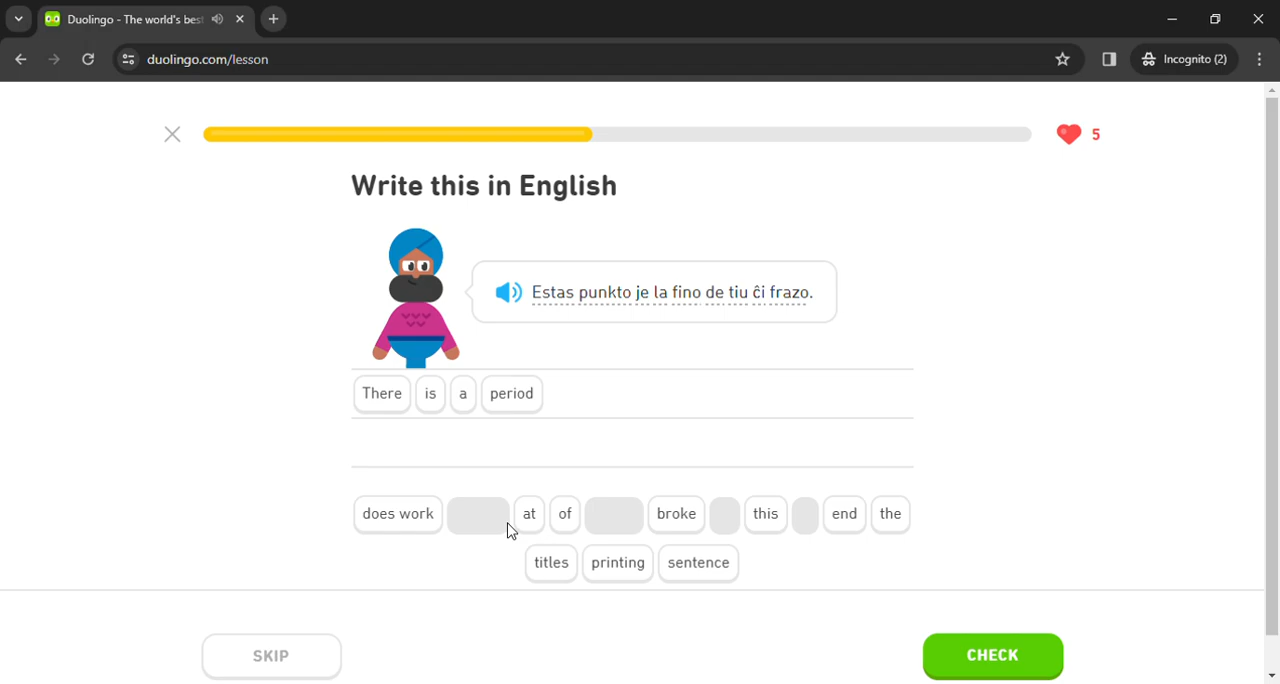 Duolingo - The world's best
duolingo.com/lesson
Incognito (2)
5
Write this in English
Estas punkto je la fino de tiu ĉi frazo.
There is a period
does work at of broke this end the
titles printing sentence
SKIP
CHECK